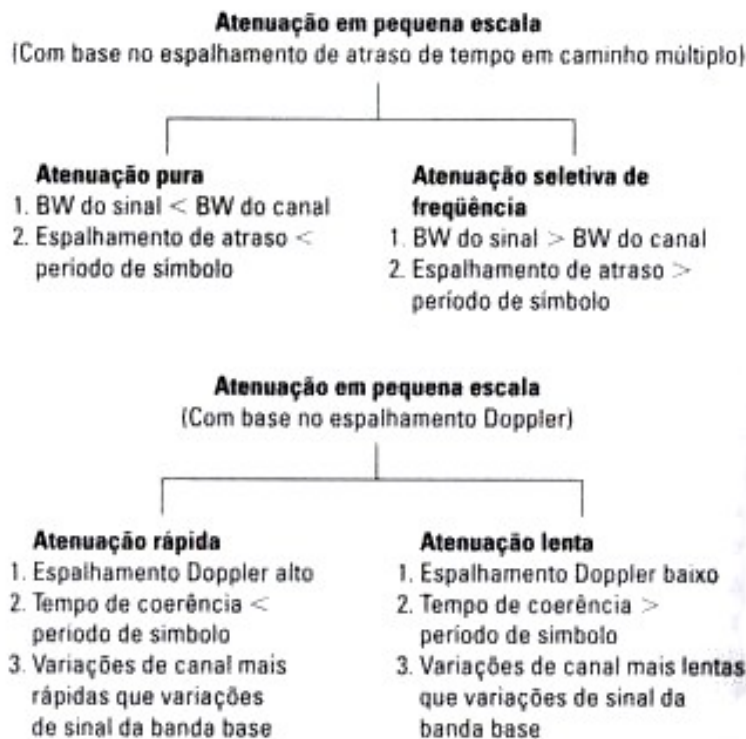 Atenuação em pequena escala
(Com base no espalhamento de atraso de tempo em caminho múltiplo)
Atenuação pura
1. BW do sinal < BW do canal
2. Espalhamento de atraso <
período de símbolo
Atenuação seletiva de
freqüência
1. BW do sinal > BW do canal
2. Espalhamento de atraso >
período de símbolo
Atenuação em pequena escala
(Com base no espalhamento Doppler)
Atenuação rápida
1. Espalhamento Doppler alto
2. Tempo de coerência <
período de símbolo
3. Variações de canal mais
rápidas que variações
de sinal da banda base
Atenuação lenta
1. Espalhamento Doppler baixo
2. Tempo de coerência >
período de símbolo
3. Variações de canal mais lentas
que variações de sinal da
banda base